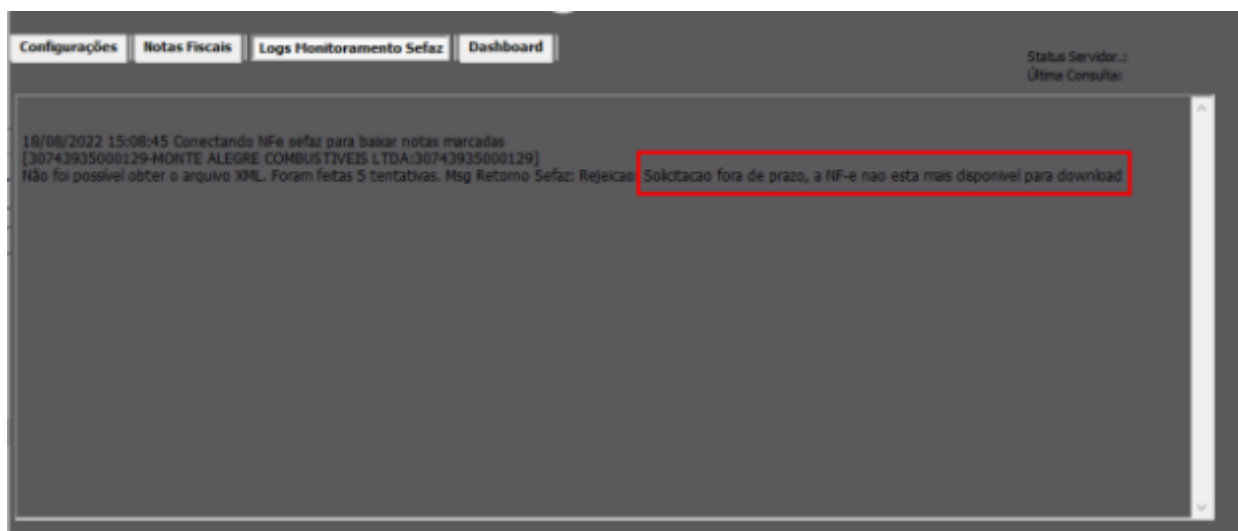 Configurações Notas Fiscais Logs Monitoramento Sefaz Dashboard
Status Servidor..:
Última Consulta:
18/08/2022 15:08:45 Conectando NFe sefaz para baixar notas marcadas
[30743935000129-MONTE ALEGRE COMBUSTIVEIS LTDA:30743935000129]
Não foi possível obter o arquivo XML. Foram feitas 5 tentativas. Msg Retorno Sefaz: Rejeicao: Solicitacao fora de prazo, a NF-e nao esta mais disponivel para download